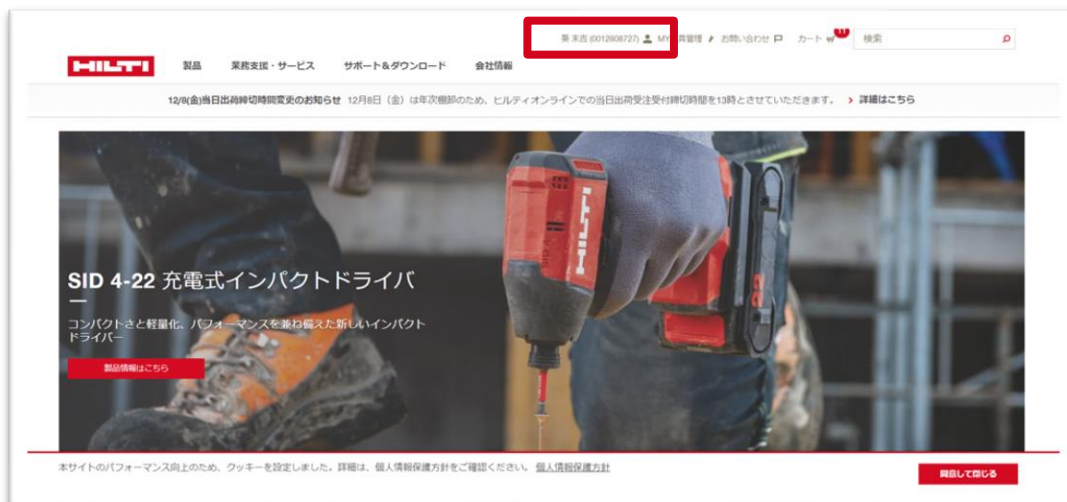 葵 末吉 (0012808727) MY 具管理 お問い合わせ カート 11 検索
HILTI 製品 業務支援・サービス サポート&ダウンロード 会社情報
12/8(金)当日出荷締切時間変更のお知らせ 12月8日(金)は年次棚卸のため、ヒルティオンラインでの当日出荷受注受付締切時間を13時とさせていただきます。 詳細はこちら
HILTI
SID 4-22
22
SID 4-22 充電式インパクトドライバ
コンパクトさと軽量化、パフォーマンスを兼ね備えた新しいインパクト
ドライバー
製品情報はこちら
本サイトのパフォーマンス向上のため、クッキーを設定しました。詳細は、個人情報保護方針をご確認ください。 個人情報保護方針
同意して閉じる